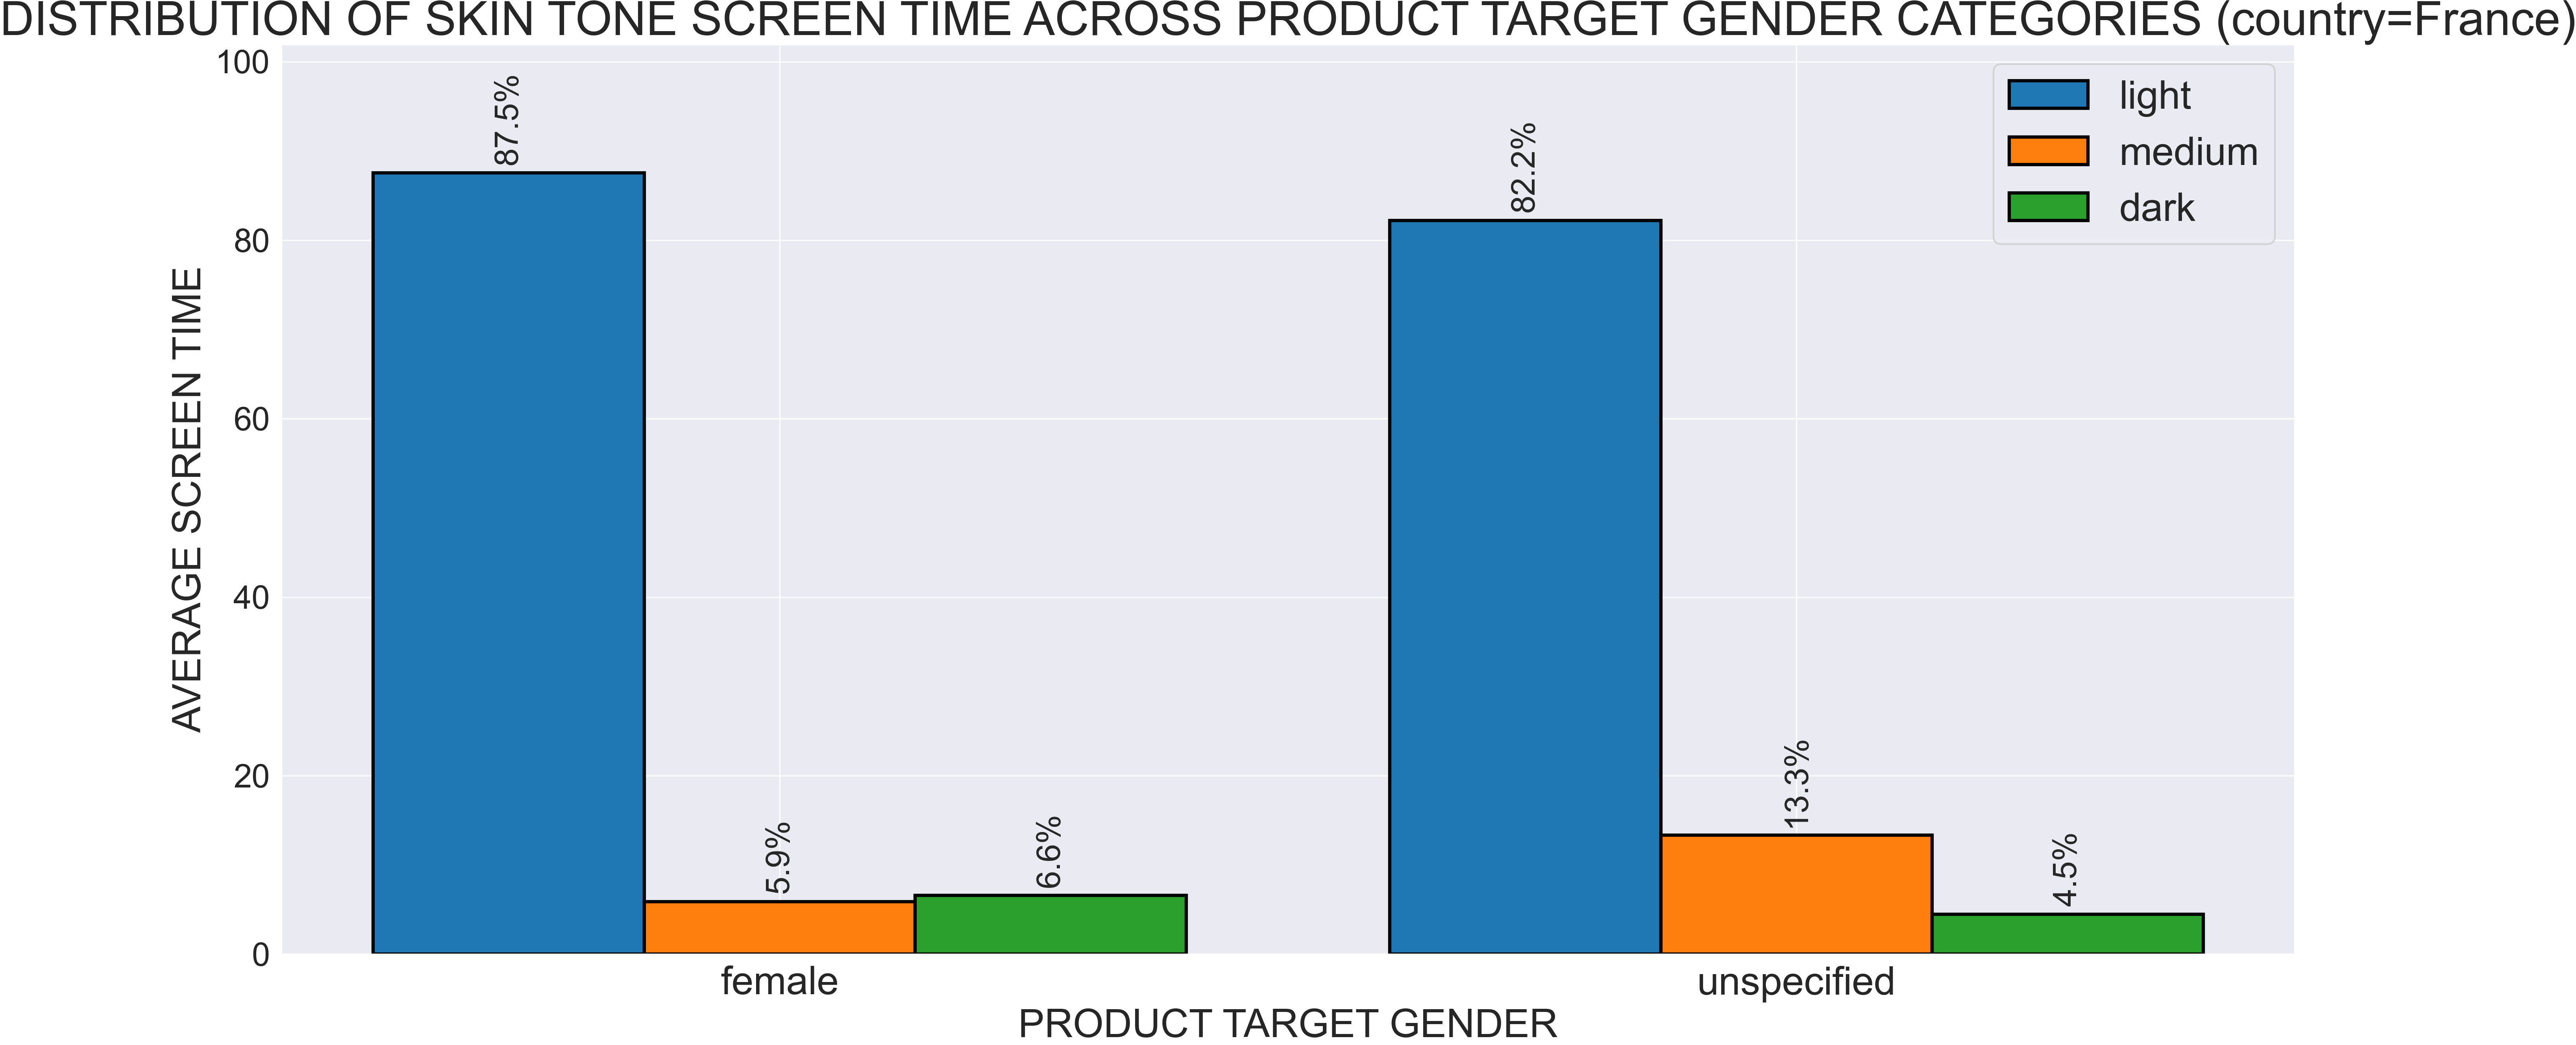 DISTRIBUTION OF SKIN TONE SCREEN TIME ACROSS PRODUCT TARGET GENDER CATEGORIES (country=France)
100
80
60
40
20
0
AVERAGE SCREEN TIME
87.5%
5.9%
6.6%
82.2%
13.3%
4.5%
light
medium
dark
female
unspecified
PRODUCT TARGET GENDER